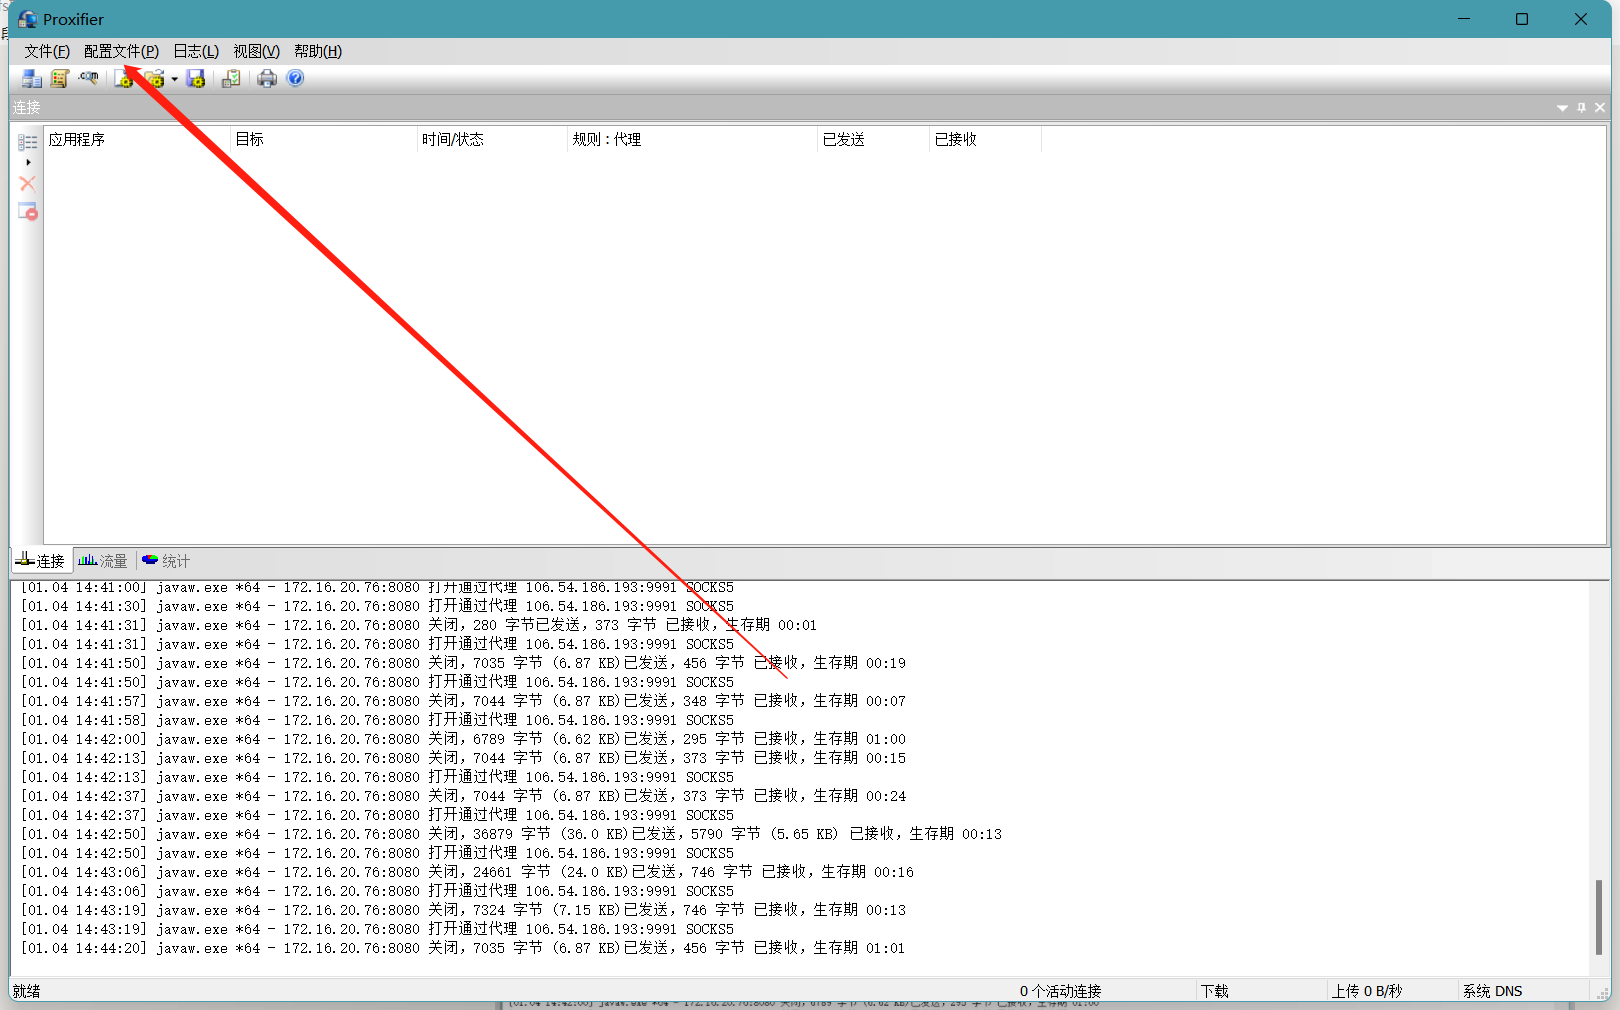 Proxifier
文件(F) 配置文件(P) 日志(L) 视图(V) 帮助(H)
连接
应用程序 目标 时间/状态 规则 : 代理 已发送 已接收
连接 流量 统计
[01.04 14:41:00] javaw.exe *64 - 172.16.20.76:8080 打开通过代理 106.54.186.193:9991 SOCKS5
[01.04 14:41:30] javaw.exe *64 - 172.16.20.76:8080 打开通过代理 106.54.186.193:9991 SOCKS5
[01.04 14:41:31] javaw.exe *64 - 172.16.20.76:8080 关闭, 280 字节已发送, 373 字节 已接收, 生存期 00:01
[01.04 14:41:31] javaw.exe *64 - 172.16.20.76:8080 打开通过代理 106.54.186.193:9991 SOCKS5
[01.04 14:41:50] javaw.exe *64 - 172.16.20.76:8080 关闭, 7035 字节 (6.87 KB)已发送, 456 字节 已接收, 生存期 00:19
[01.04 14:41:50] javaw.exe *64 - 172.16.20.76:8080 打开通过代理 106.54.186.193:9991 SOCKS5
[01.04 14:41:57] javaw.exe *64 - 172.16.20.76:8080 关闭, 7044 字节 (6.87 KB)已发送, 348 字节 已接收, 生存期 00:07
[01.04 14:41:58] javaw.exe *64 - 172.16.20.76:8080 打开通过代理 106.54.186.193:9991 SOCKS5
[01.04 14:42:00] javaw.exe *64 - 172.16.20.76:8080 关闭, 6789 字节 (6.62 KB)已发送, 295 字节 已接收, 生存期 01:00
[01.04 14:42:13] javaw.exe *64 - 172.16.20.76:8080 关闭, 7044 字节 (6.87 KB)已发送, 373 字节 已接收, 生存期 00:15
[01.04 14:42:13] javaw.exe *64 - 172.16.20.76:8080 打开通过代理 106.54.186.193:9991 SOCKS5
[01.04 14:42:37] javaw.exe *64 - 172.16.20.76:8080 关闭, 7044 字节 (6.87 KB)已发送, 373 字节 已接收, 生存期 00:24
[01.04 14:42:37] javaw.exe *64 - 172.16.20.76:8080 打开通过代理 106.54.186.193:9991 SOCKS5
[01.04 14:42:50] javaw.exe *64 - 172.16.20.76:8080 关闭, 36879 字节 (36.0 KB)已发送, 5790 字节 (5.65 KB) 已接收, 生存期 00:13
[01.04 14:42:50] javaw.exe *64 - 172.16.20.76:8080 打开通过代理 106.54.186.193:9991 SOCKS5
[01.04 14:43:06] javaw.exe *64 - 172.16.20.76:8080 关闭, 24661 字节 (24.0 KB)已发送, 746 字节 已接收, 生存期 00:16
[01.04 14:43:06] javaw.exe *64 - 172.16.20.76:8080 打开通过代理 106.54.186.193:9991 SOCKS5
[01.04 14:43:19] javaw.exe *64 - 172.16.20.76:8080 关闭, 7324 字节 (7.15 KB)已发送, 746 字节 已接收, 生存期 00:13
[01.04 14:43:19] javaw.exe *64 - 172.16.20.76:8080 打开通过代理 106.54.186.193:9991 SOCKS5
[01.04 14:44:20] javaw.exe *64 - 172.16.20.76:8080 关闭, 7035 字节 (6.87 KB)已发送, 456 字节 已接收, 生存期 01:01
就绪 0 个活动连接 下载 上传 0 B/秒 系统 DNS